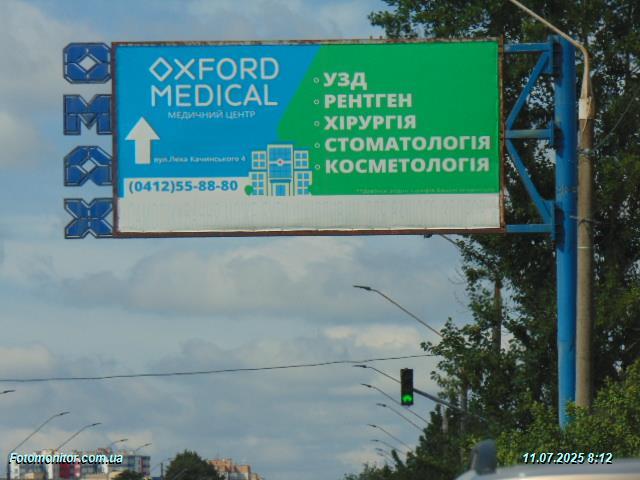 ОМАХ
OXFORD
MEDICAL
МЕДИЧНИЙ ЦЕНТР
вул.Леха Качинського 4
(0412)55-88-80
УЗД
РЕНТГЕН
ХІРУРГІЯ
СТОМАТОЛОГІЯ
КОСМЕТОЛОГІЯ
Fotomonitor.com.ua
11.07.2025 8:12